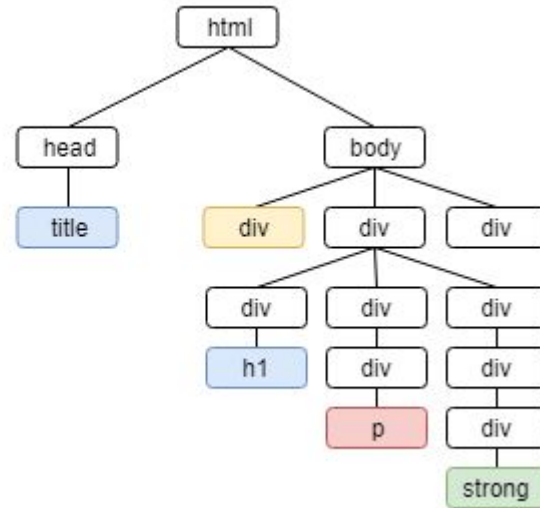 html
head
body
title
div
div
div
div
div
div
h1
div
div
p
div
strong